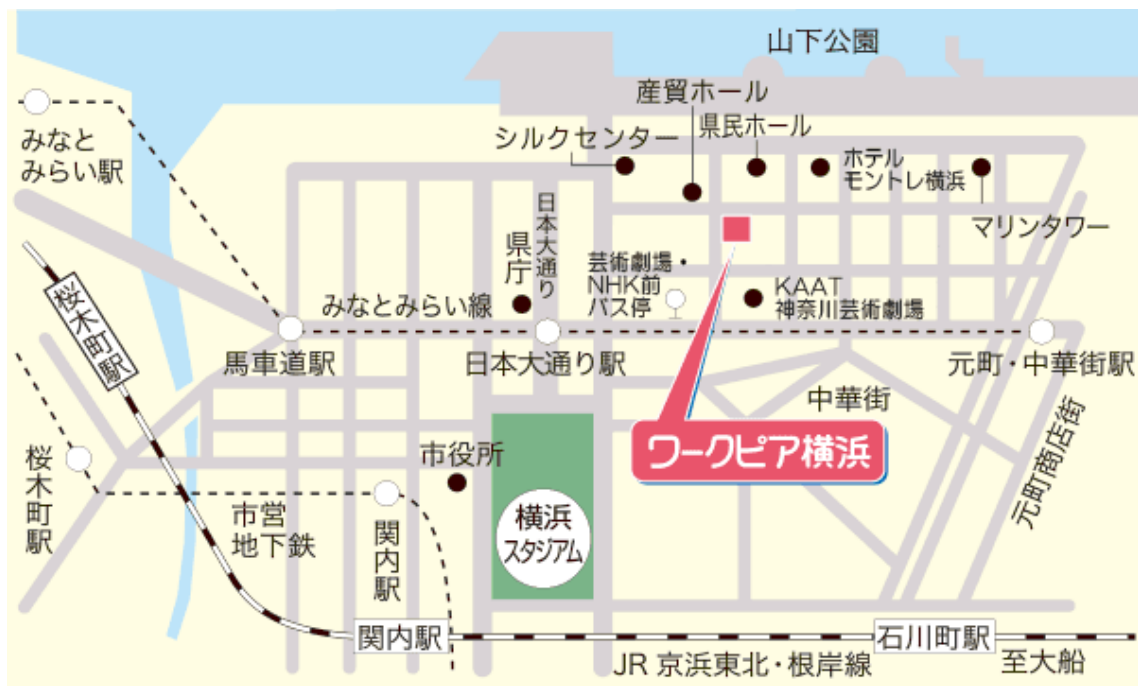 山下公園
産貿ホール
県民ホール
シルクセンター
ホテル
モントレ横浜
マリンタワー
みなと
みらい駅
日本大通り
県庁
芸術劇場・
NHK前
バス停
KAAT
神奈川芸術劇場
桜木町駅
みなとみらい線
馬車道駅
日本大通り駅
元町・中華街駅
中華街
ワークピア横浜
元町商店街
市役所
桜木町駅
市営
地下鉄
関内駅
横浜
スタジアム
関内駅
石川町駅
JR 京浜東北・根岸線
至大船